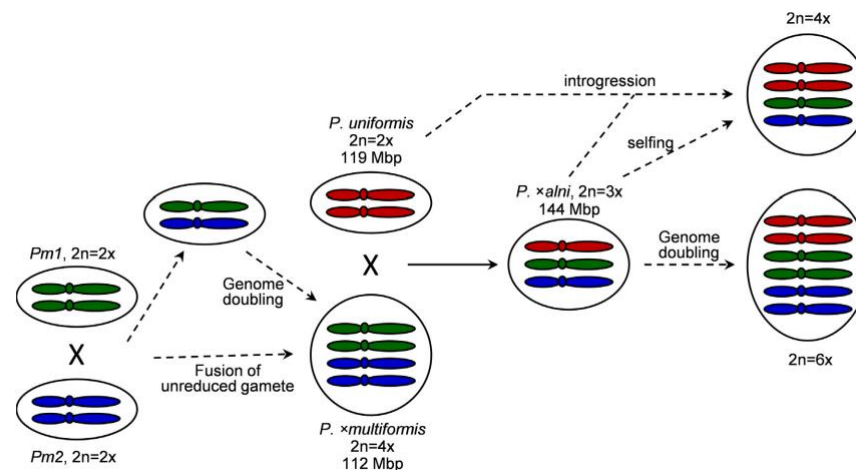 2n=4x
introgression
P. uniformis
2n=2x
119 Mbp
selfing
P. ×alni, 2n=3x
144 Mbp
Pm1, 2n=2x
X
Genome
doubling
X
Genome
doubling
Fusion of
unreduced gamete
2n=6x
Pm2, 2n=2x
P. ×multiformis
2n=4x
112 Mbp